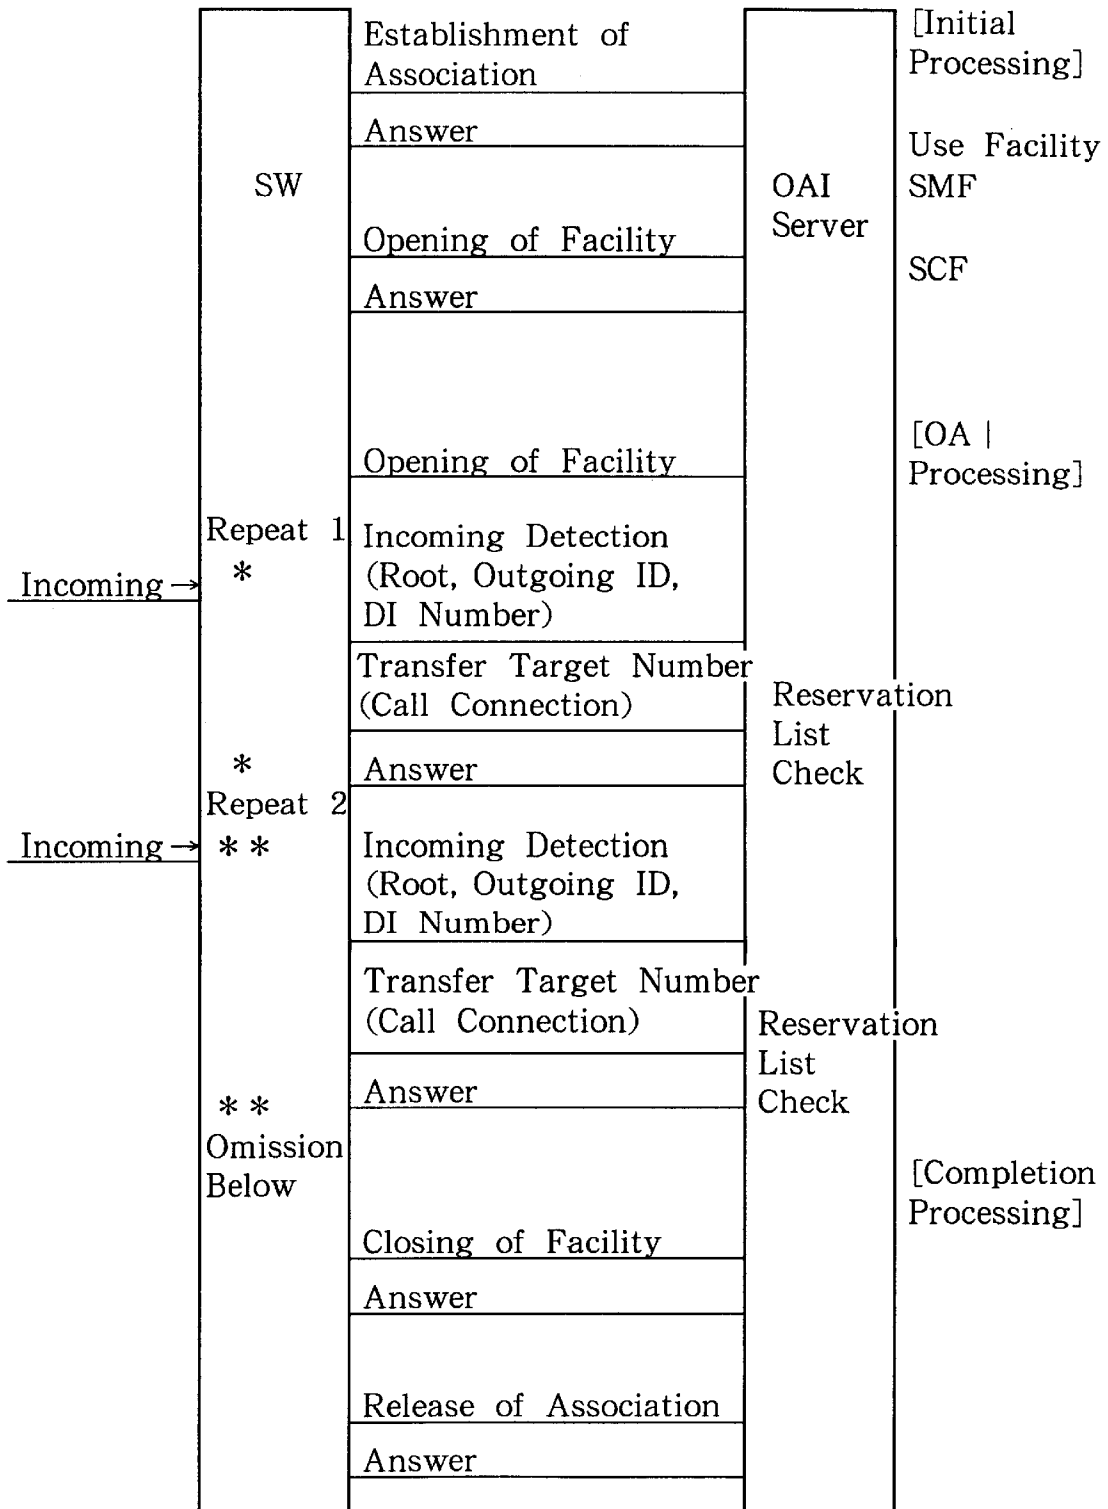 Establishment of
Association
[Initial
Processing]
Answer
Use Facility
SW
OAI
Server
SMF
Opening of Facility
SCF
Answer
Opening of Facility
[OA |
Processing]
Repeat 1
*
Incoming →
Incoming Detection
(Root, Outgoing ID,
DI Number)
Transfer Target Number
(Call Connection)
Reservation
List
Check
*
Answer
Repeat 2
Incoming →
* *
Incoming Detection
(Root, Outgoing ID,
DI Number)
Transfer Target Number
(Call Connection)
Reservation
List
Check
Answer
* *
Omission
Below
[Completion
Processing]
Closing of Facility
Answer
Release of Association
Answer